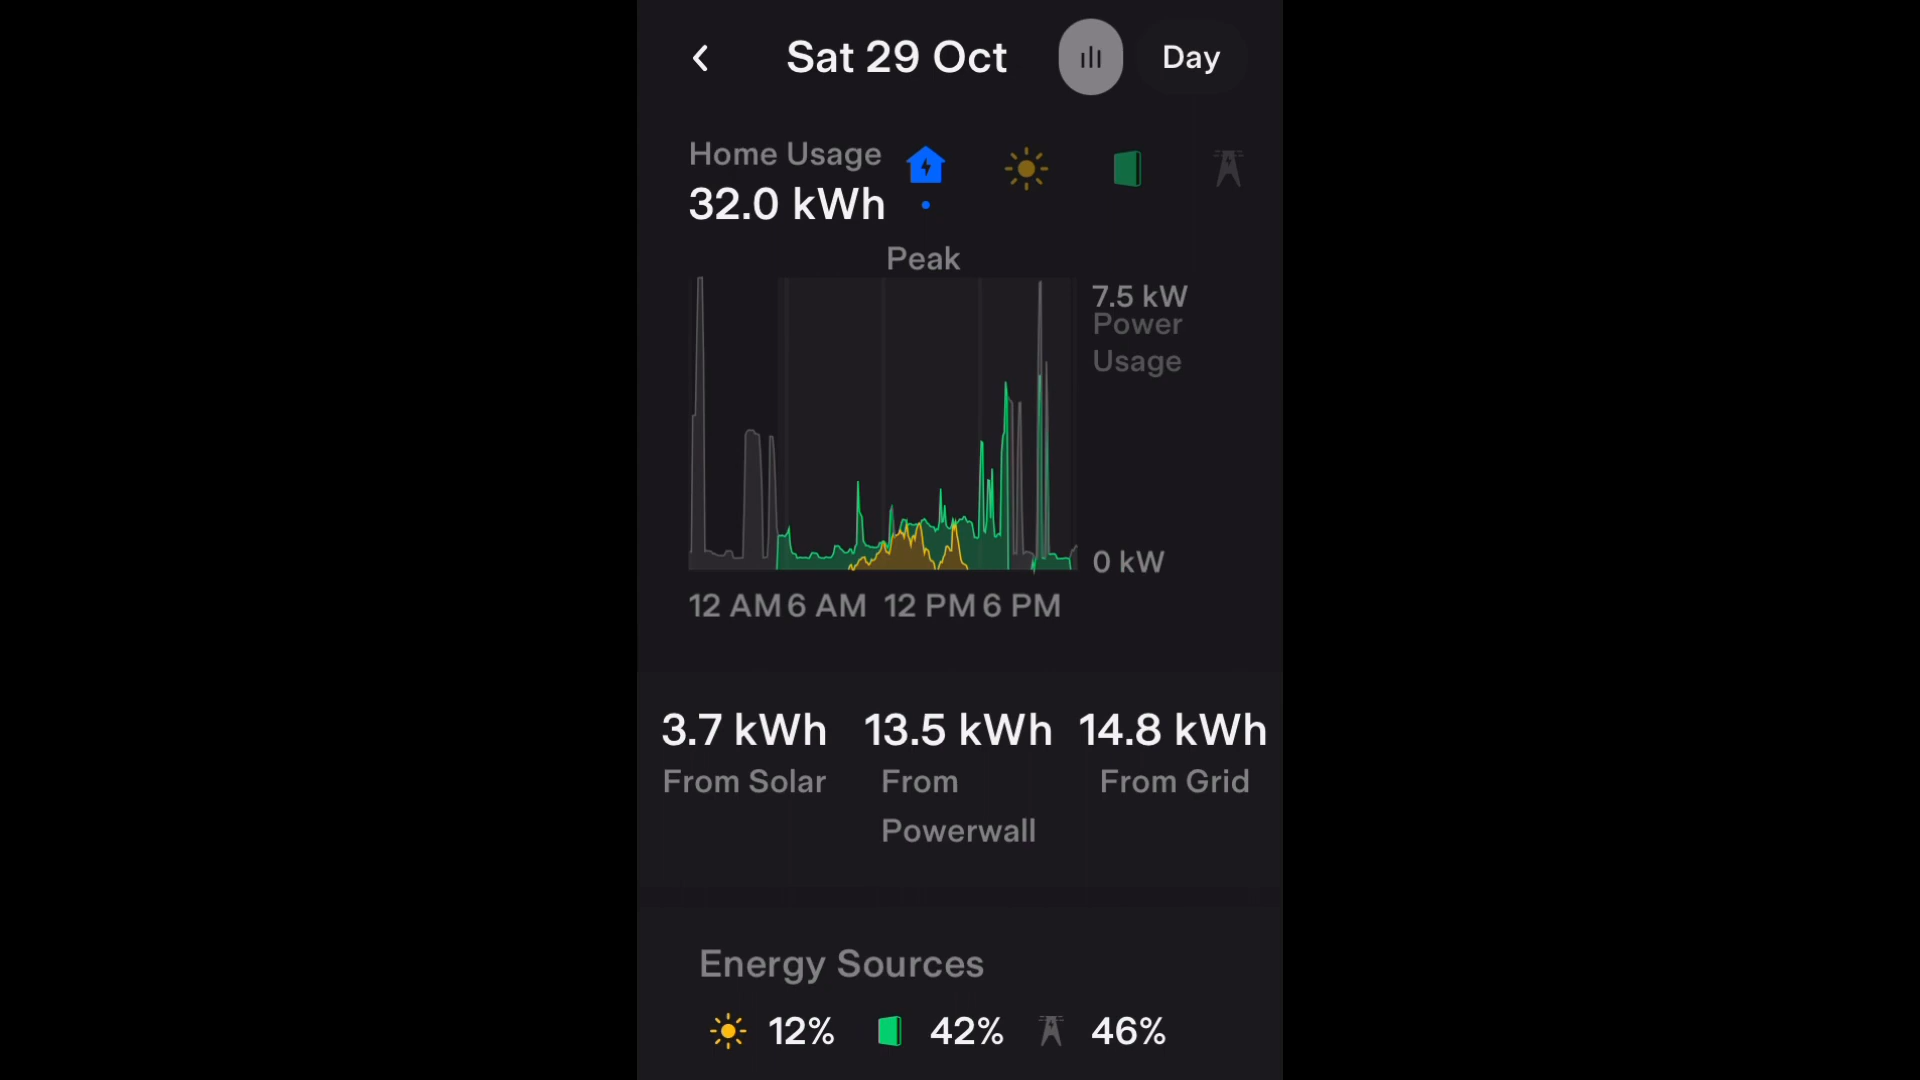 Sat 29 Oct
Day
Home Usage
32.0 kWh
Peak
7.5 kW
Power
Usage
0 kW
12 AM 6 AM 12 PM 6 PM
3.7 kWh 13.5 kWh 14.8 kWh
From Solar From From Grid
Powerwall
Energy Sources
12% 42% 46%